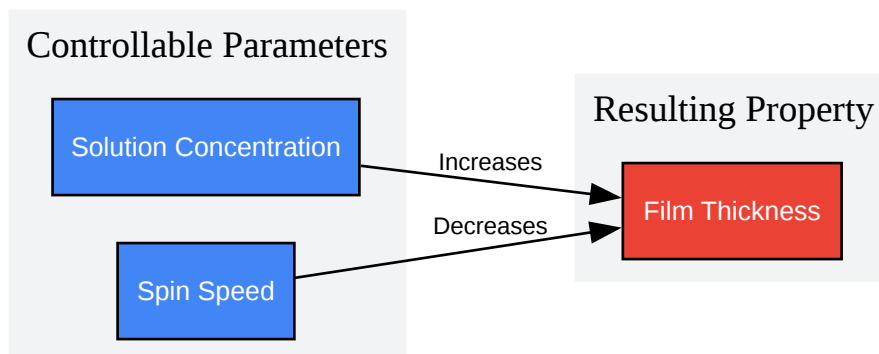 Controllable Parameters
Solution Concentration
Spin Speed
Increases
Decreases
Resulting Property
Film Thickness